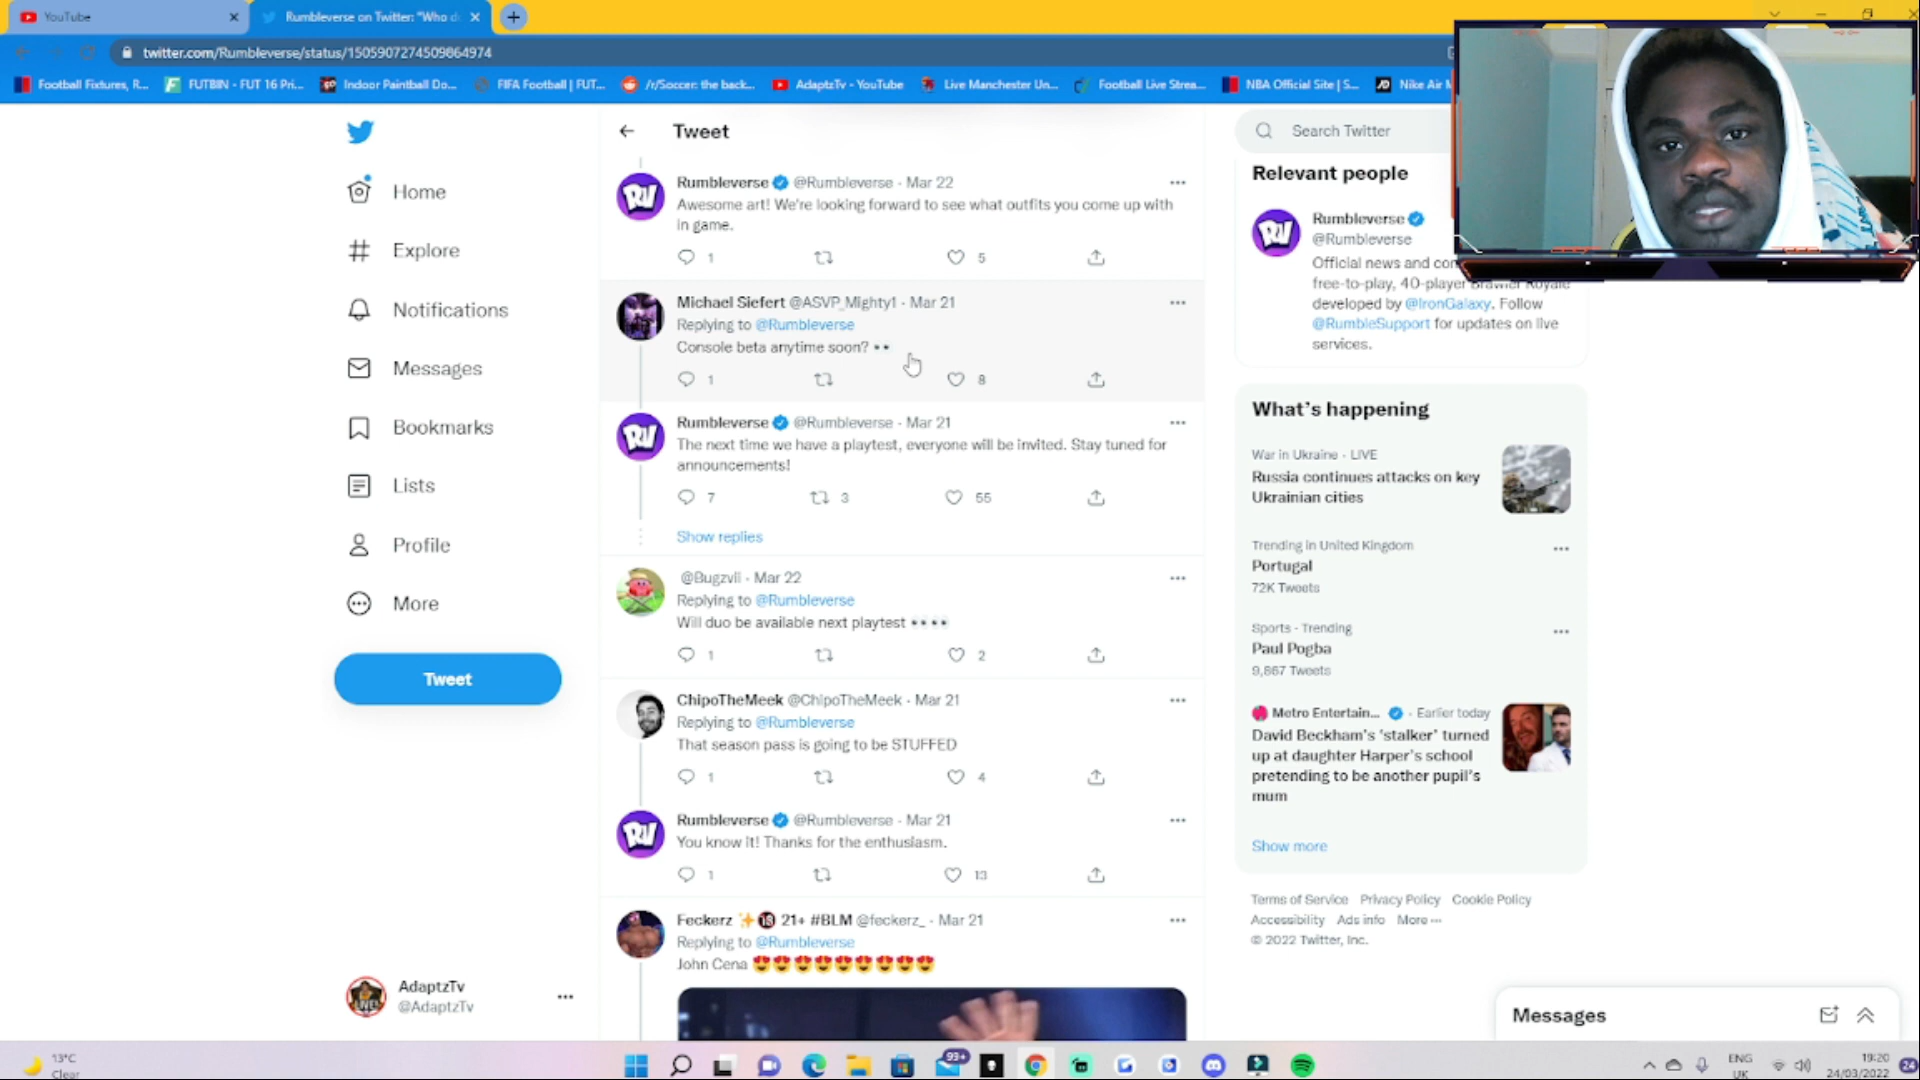 YouTube
Rumbleverse on Twitter: "Who d
twitter.com/Rumbleverse/status/1505907274509864974
Football Fixtures, R...
FUTBIN - FUT 16 Pri...
Indoor Paintball Do...
FIFA Football | FUT...
/r/Soccer: the back...
AdaptzTv - YouTube
Live Manchester Un...
Football Live Strea...
NBA Official Site | S...
Nike Air M
Home
Explore
Notifications
Messages
Bookmarks
Lists
Profile
More
Tweet
AdaptzTv
@AdaptzTv
Tweet
Rumbleverse @Rumbleverse · Mar 22
Awesome art! We're looking forward to see what outfits you come up with
in game.
1 5
Michael Siefert @ASVP_Mighty1 · Mar 21
Replying to @Rumbleverse
Console beta anytime soon? 👀
1 8
Rumbleverse @Rumbleverse · Mar 21
The next time we have a playtest, everyone will be invited. Stay tuned for
announcements!
7 3 55
Show replies
@Bugzvii · Mar 22
Replying to @Rumbleverse
Will duo be available next playtest 👀👀
1 2
ChipoTheMeek @ChipoTheMeek · Mar 21
Replying to @Rumbleverse
That season pass is going to be STUFFED
1 4
Rumbleverse @Rumbleverse · Mar 21
You know it! Thanks for the enthusiasm.
1 13
Feckerz ✨🔞 21+ #BLM @feckerz_ · Mar 21
Replying to @Rumbleverse
John Cena 😍😍😍😍😍😍😍😍😍
Search Twitter
Relevant people
Rumbleverse
@Rumbleverse
Official news and con
free-to-play, 40-player Brawler Royale
developed by @IronGalaxy. Follow
@RumbleSupport for updates on live
services.
What's happening
War in Ukraine · LIVE
Russia continues attacks on key
Ukrainian cities
Trending in United Kingdom
Portugal
72K Tweets
Sports · Trending
Paul Pogba
9,867 Tweets
Metro Entertain... · Earlier today
David Beckham's 'stalker' turned
up at daughter Harper's school
pretending to be another pupil's
mum
Show more
Terms of Service Privacy Policy Cookie Policy
Accessibility Ads info More ···
© 2022 Twitter, Inc.
Messages
13°C
Clear
99+
ENG
UK
19:20
24/03/2022
24